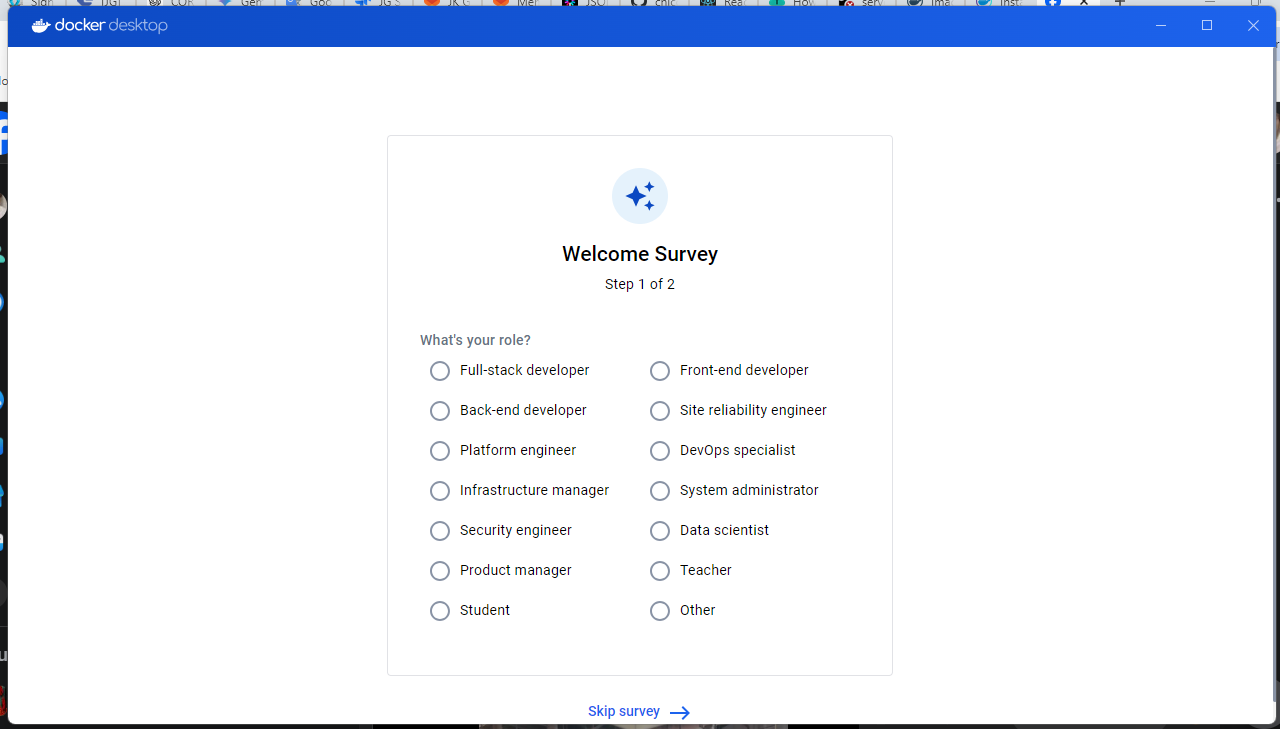 docker desktop
Welcome Survey
Step 1 of 2
What's your role?
Full-stack developer
Front-end developer
Back-end developer
Site reliability engineer
Platform engineer
DevOps specialist
Infrastructure manager
System administrator
Security engineer
Data scientist
Product manager
Teacher
Student
Other
Skip survey